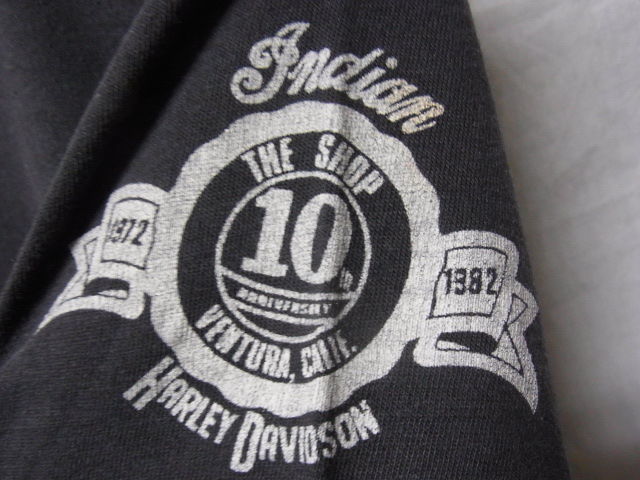 Indian
THE SHOP
1972
10th
1982
ANNIVERSARY
VENTURA, CALIF.
HARLEY DAVIDSON